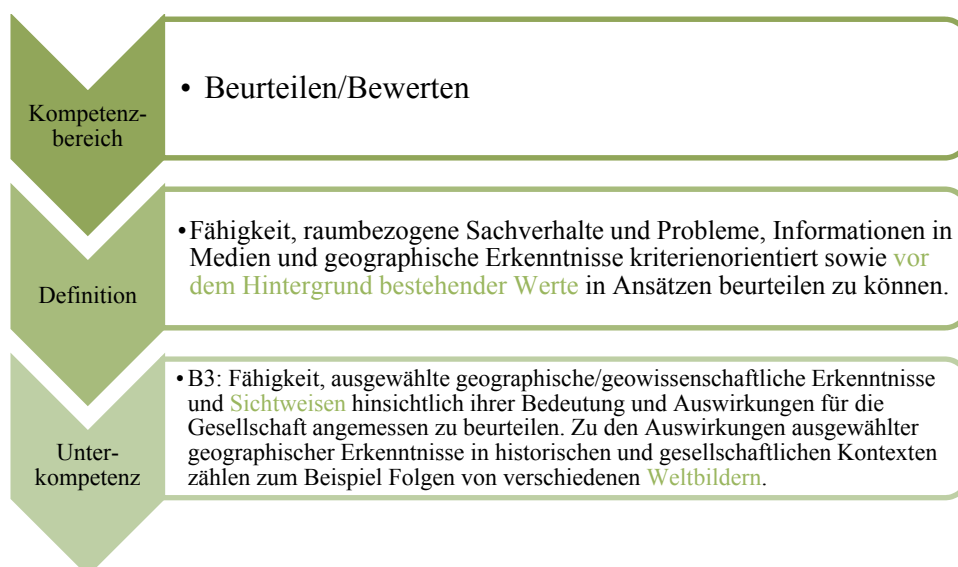 Kompetenz-
bereich
• Beurteilen/Bewerten
Definition
•Fähigkeit, raumbezogene Sachverhalte und Probleme, Informationen in
Medien und geographische Erkenntnisse kriterienorientiert sowie vor
dem Hintergrund bestehender Werte in Ansätzen beurteilen zu können.
Unter-
kompetenz
•B3: Fähigkeit, ausgewählte geographische/geowissenschaftliche Erkenntnisse
und Sichtweisen hinsichtlich ihrer Bedeutung und Auswirkungen für die
Gesellschaft angemessen zu beurteilen. Zu den Auswirkungen ausgewählter
geographischer Erkenntnisse in historischen und gesellschaftlichen Kontexten
zählen zum Beispiel Folgen von verschiedenen Weltbildern.